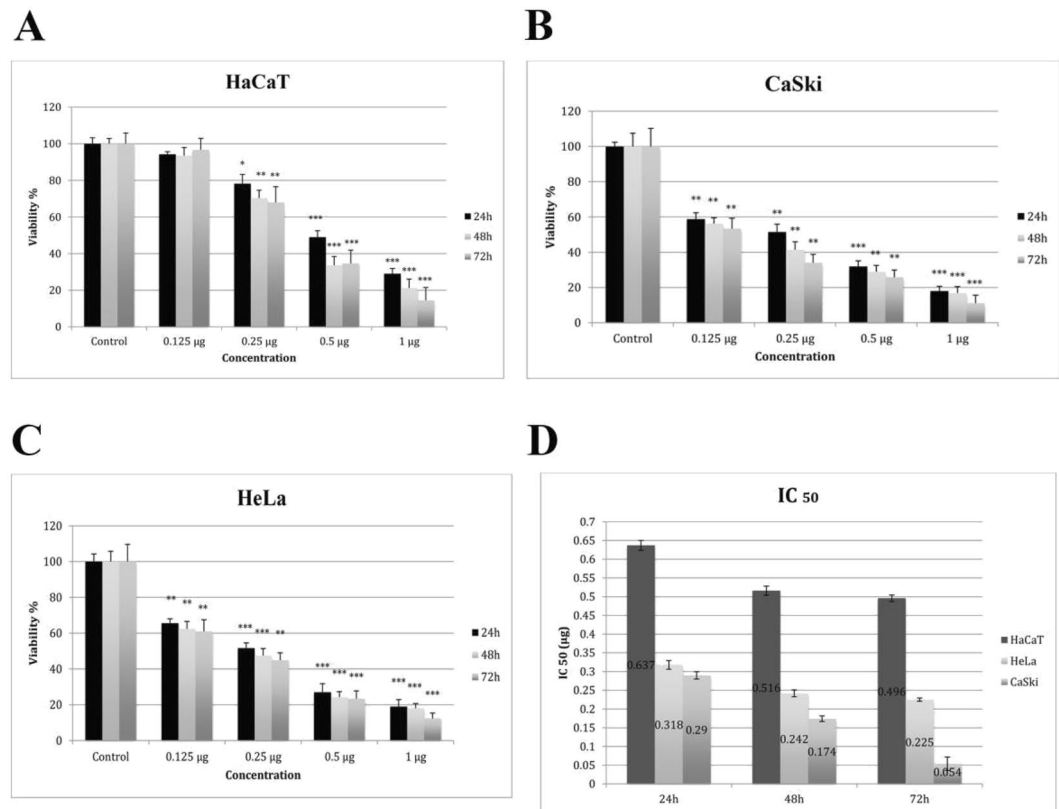 A
HaCaT
120
100
80
60
40
20
0
Viability %
* ** **
*** *** ***
*** *** ***
Control 0.125 µg 0.25 µg 0.5 µg 1 µg
Concentration
24h
48h
72h
B
CaSki
120
100
80
60
40
20
0
Viability %
** ** **
** ** **
*** ** **
*** *** ***
Control 0.125 µg 0.25 µg 0.5 µg 1 µg
Concentration
24h
48h
72h
C
HeLa
120
100
80
60
40
20
0
Viability %
** ** **
*** *** **
*** *** ***
*** *** ***
Control 0.125 µg 0.25 µg 0.5 µg 1 µg
Concentration
24h
48h
72h
D
IC 50
0.7
0.65
0.6
0.55
0.5
0.45
0.4
0.35
0.3
0.25
0.2
0.15
0.1
0.05
0
IC 50 (µg)
0.637 0.318 0.29
0.516 0.242 0.174
0.496 0.225 0.054
24h 48h 72h
HaCaT
HeLa
CaSki